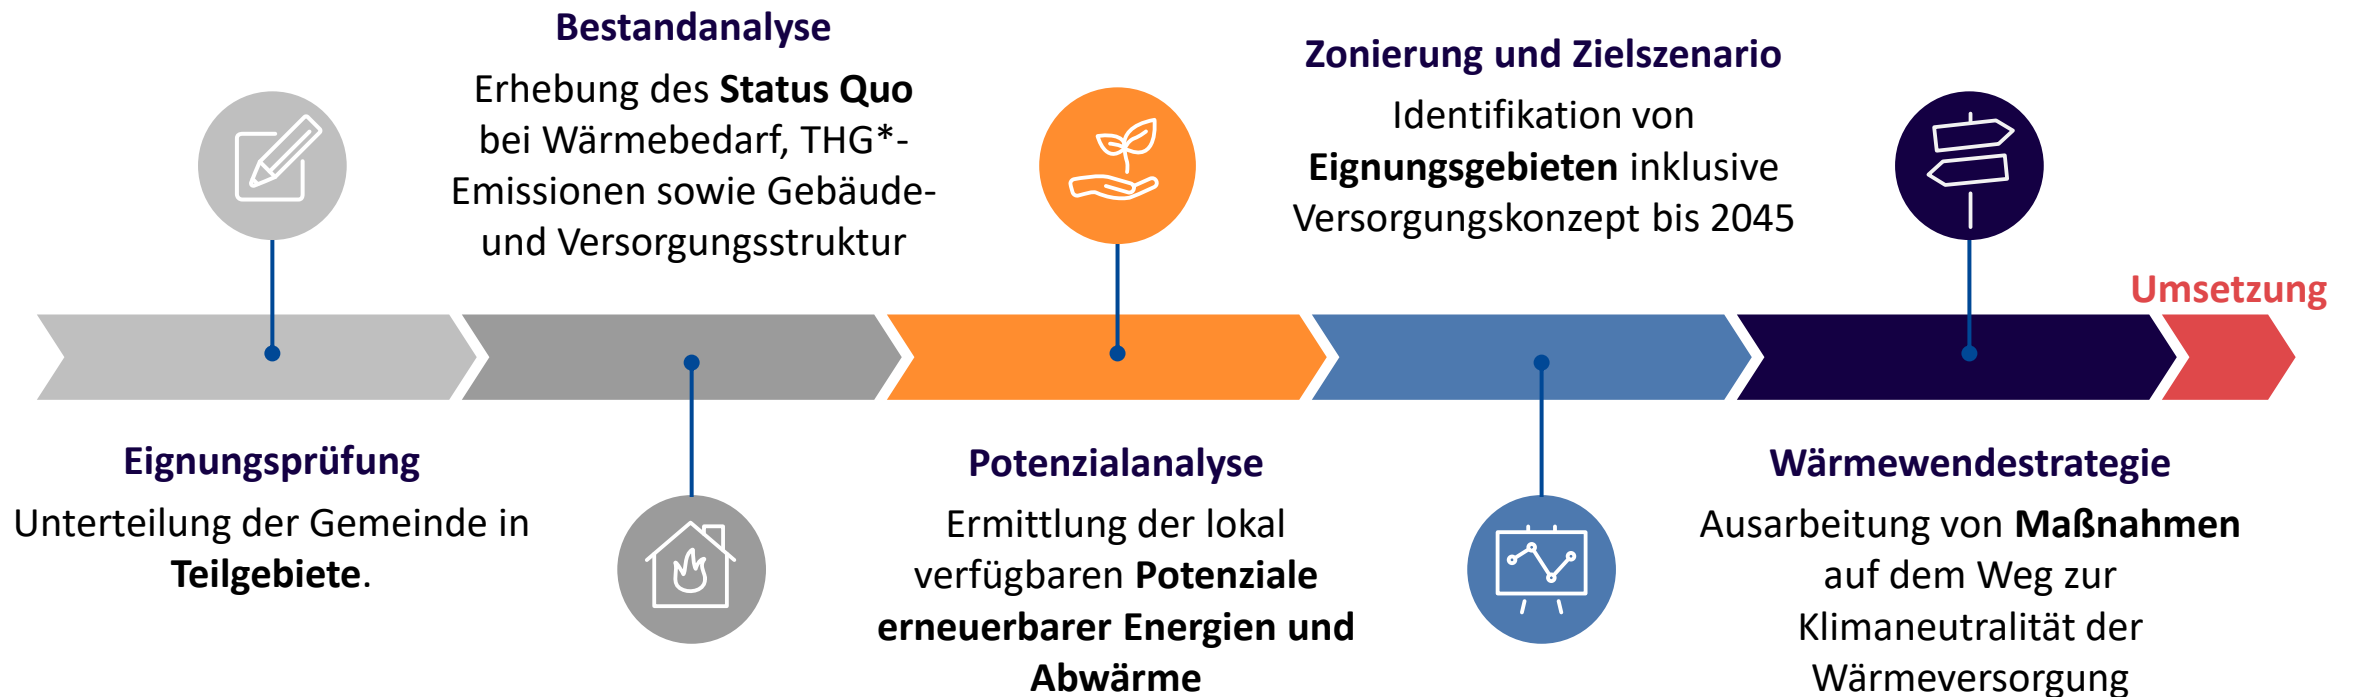 Eignungsprüfung
Unterteilung der Gemeinde in
Teilgebiete.
Bestandanalyse
Erhebung des Status Quo
bei Wärmebedarf, THG*-
Emissionen sowie Gebäude-
und Versorgungsstruktur
Potenzialanalyse
Ermittlung der lokal
verfügbaren Potenziale
erneuerbarer Energien und
Abwärme
Zonierung und Zielszenario
Identifikation von
Eignungsgebieten inklusive
Versorgungskonzept bis 2045
Wärmewendestrategie
Ausarbeitung von Maßnahmen
auf dem Weg zur
Klimaneutralität der
Wärmeversorgung
Umsetzung